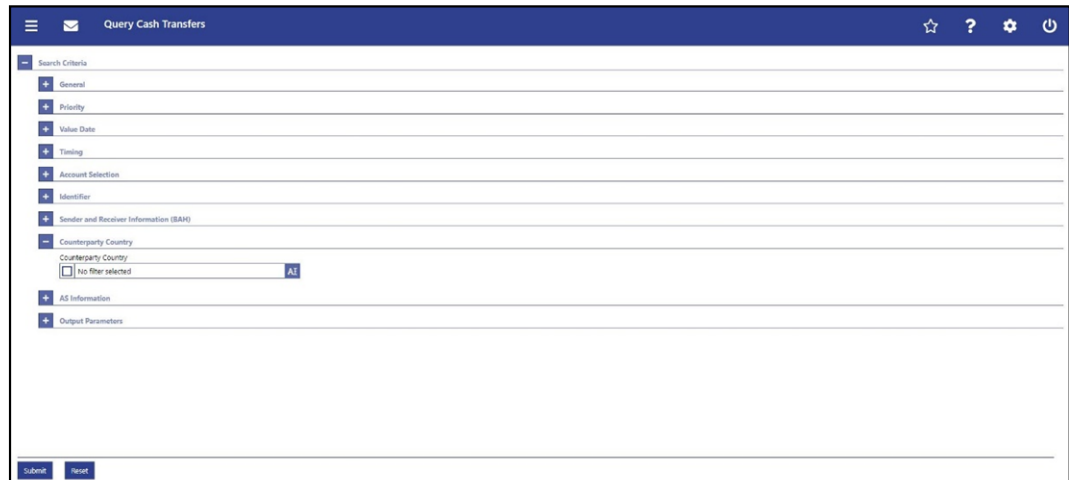 Query Cash Transfers
Search Criteria
General
Priority
Value Date
Timing
Account Selection
Identifier
Sender and Receiver Information (BAH)
Counterparty Country
Counterparty Country
No filter selected
AS Information
Output Parameters
Submit Reset